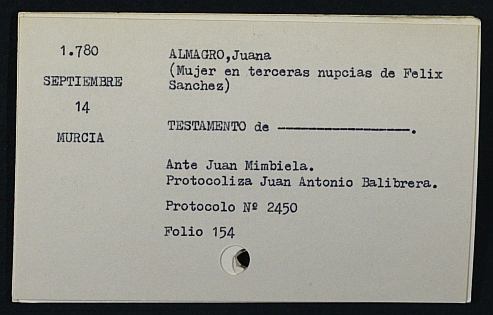 1.780
SEPTIEMBRE
14
MURCIA
ALMAGRO,Juana
(Mujer en terceras nupcias de Felix
Sanchez)
TESTAMENTO de ----------------.
Ante Juan Mimbiela.
Protocoliza Juan Antonio Balibrera.
Protocolo Nº 2450
Folio 154